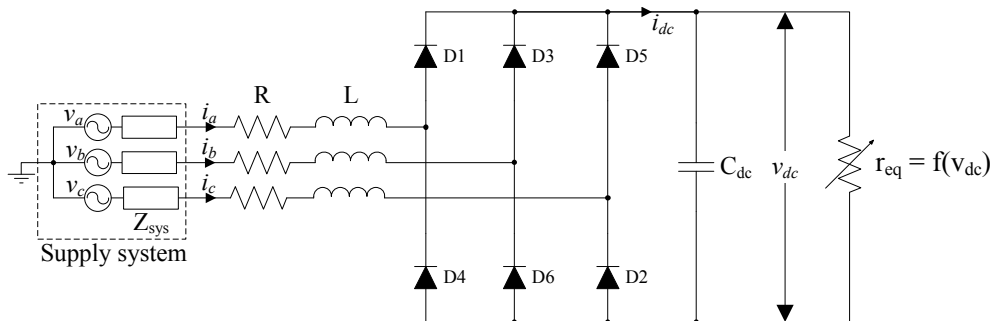 i_dc
D1
D3
D5
R
L
v_a
i_a
v_b
i_b
v_c
i_c
C_dc
v_dc
r_eq = f(v_dc)
Z_sys
Supply system
D4
D6
D2